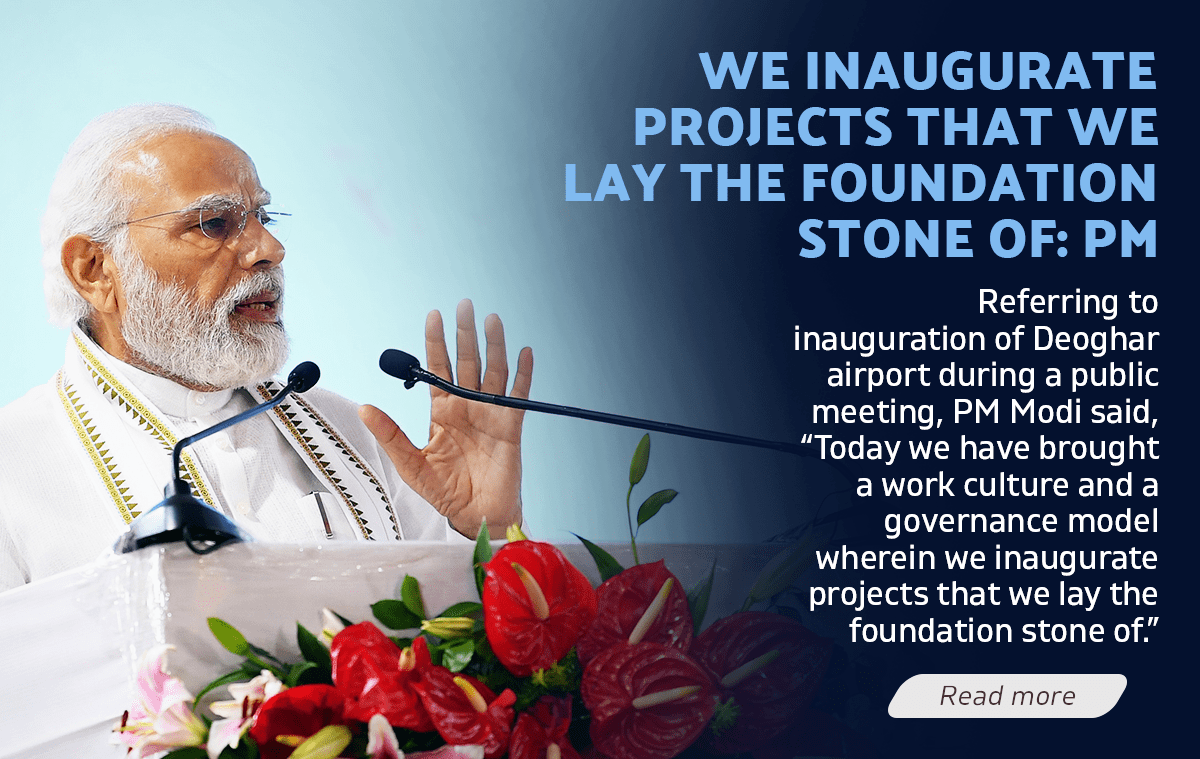 WE INAUGURATE
PROJECTS THAT WE
LAY THE FOUNDATION
STONE OF: PM
Referring to
inauguration of Deoghar
airport during a public
meeting, PM Modi said,
“Today we have brought
a work culture and a
governance model
wherein we inaugurate
projects that we lay the
foundation stone of.”
Read more